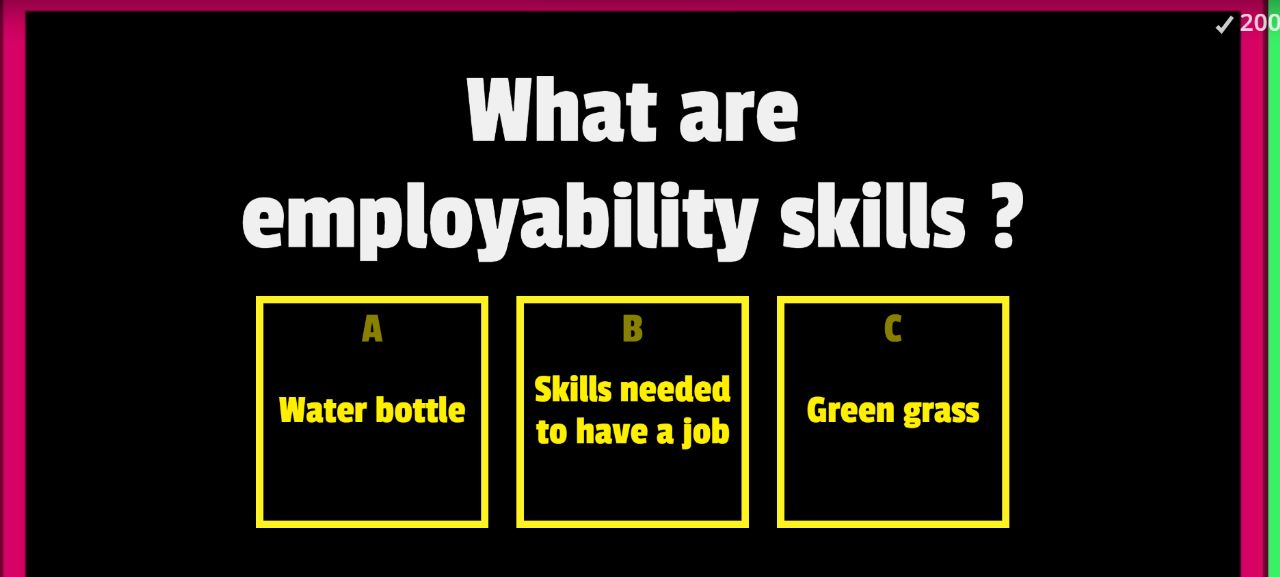 ✓ 200
What are
employability skills ?
A
Water bottle
B
Skills needed
to have a job
C
Green grass